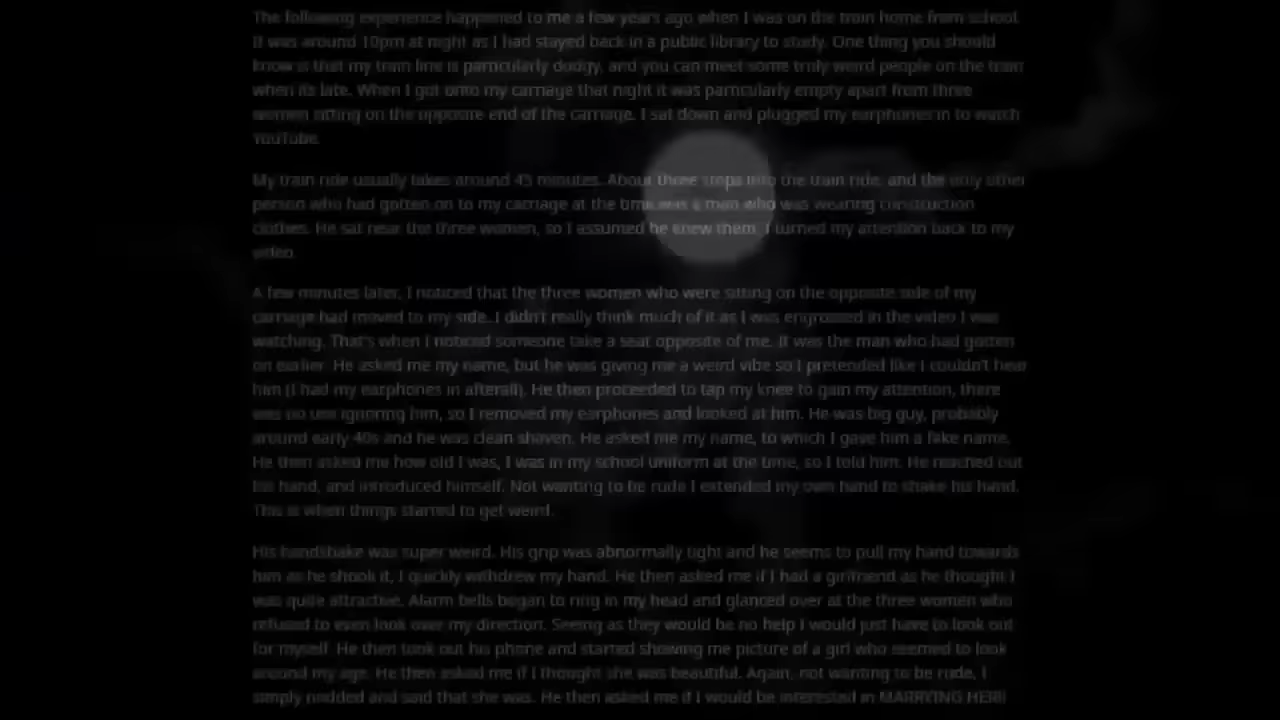 The following experience happened to me a few years ago when I was on the train home from school.
It was around 10pm at night as I had stayed back in a public library to study. One thing you should
know is that my train line is particularly dodgy, and you can meet some truly weird people on the train
when its late. When I got onto my carriage that night it was particularly empty apart from three
women sitting on the opposite end of the carriage. I sat down and plugged my earphones in to watch
YouTube.
My train ride usually takes around 45 minutes. About three stops into the train ride, and the only other
person who had gotten on to my carriage at the time was a man who was wearing construction
clothes. He sat near the three women, so I assumed he knew them. I turned my attention back to my
video.
A few minutes later, I noticed that the three women who were sitting on the opposite side of my
carriage had moved to my side. I didn't really think much of it as I was engrossed in the video I was
watching. That's when I noticed someone take a seat opposite of me. It was the man who had gotten
on earlier. He asked me my name, but he was giving me a weird vibe so I pretended like I couldn't hear
him (I had my earphones in afterall). He then proceeded to tap my knee to gain my attention, there
was no use ignoring him, so I removed my earphones and looked at him. He was big guy, probably
around early 40s and he was clean shaven. He asked me my name, to which I gave him a fake name.
He then asked me how old I was, I was in my school uniform at the time, so I told him. He reached out
his hand, and introduced himself. Not wanting to be rude I extended my own hand to shake his hand.
This is when things started to get weird.
His handshake was super weird. His grip was abnormally tight and he seems to pull my hand towards
him as he shook it, I quickly withdrew my hand. He then asked me if I had a girlfriend as he thought I
was quite attractive. Alarm bells began to ring in my head and glanced over at the three women who
refused to even look over my direction. Seeing as they would be no help I would just have to look out
for myself. He then took out his phone and started showing me picture of a girl who seemed to look
around my age. He then asked me if I thought she was beautiful. Again, not wanting to be rude, I
simply nodded and said that she was. He then asked me if I would be interested in MARRYING HER!